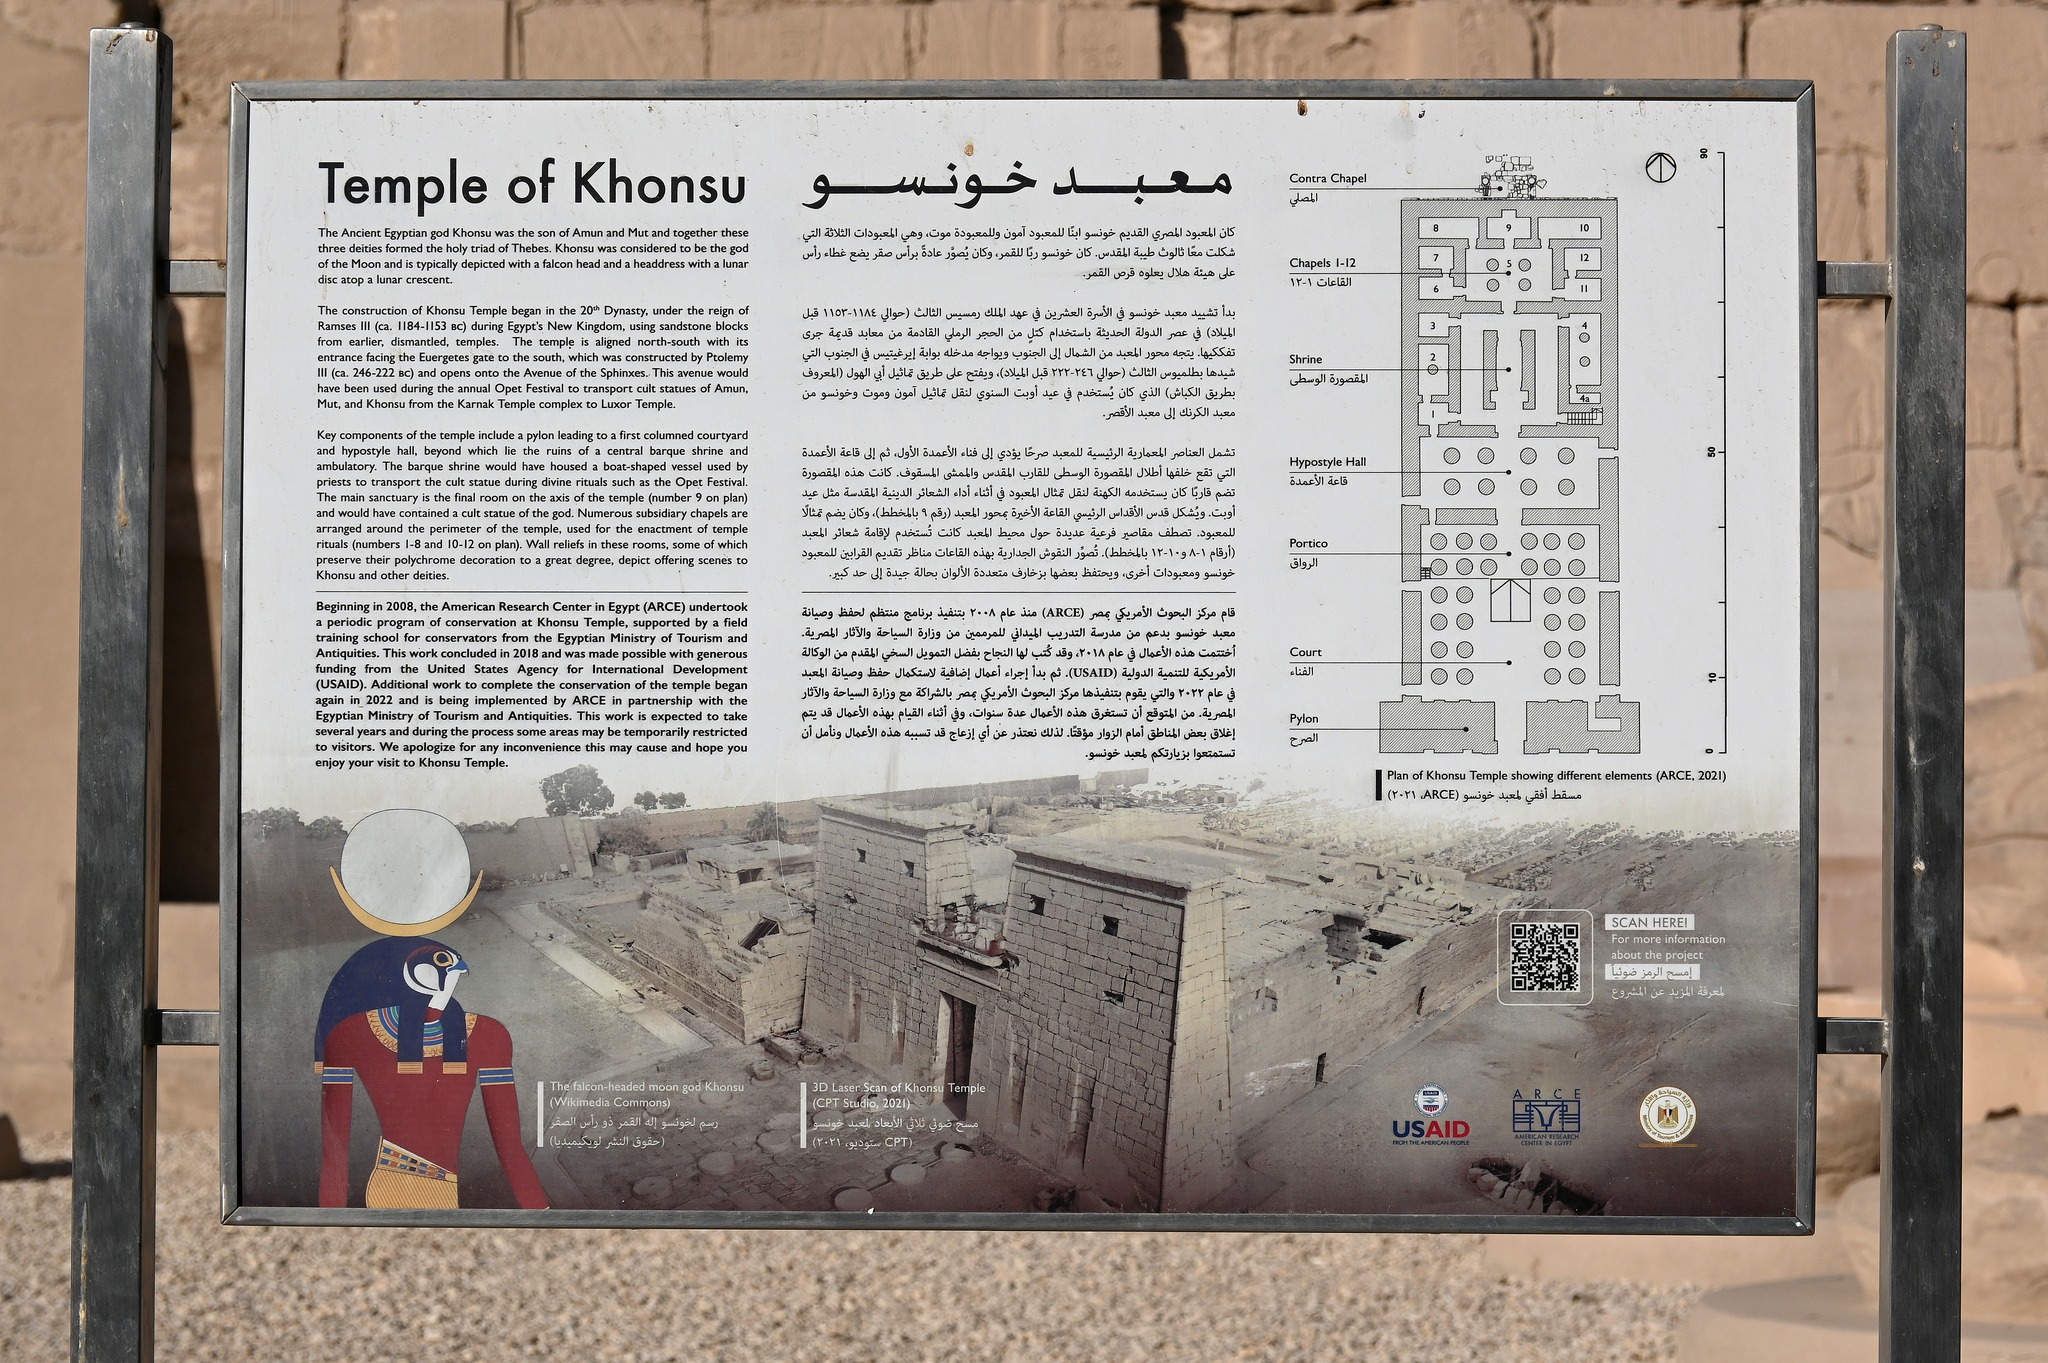 Temple of Khonsu
The Ancient Egyptian god Khonsu was the son of Amun and Mut and together these
three deities formed the holy triad of Thebes. Khonsu was considered to be the god
of the Moon and is typically depicted with a falcon head and a headdress with a lunar
disc atop a lunar crescent.
The construction of Khonsu Temple began in the 20th Dynasty, under the reign of
Ramses III (ca. 1184-1153 BC) during Egypt's New Kingdom, using sandstone blocks
from earlier, dismantled, temples. The temple is aligned north-south with its
entrance facing the Euergetes gate to the south, which was constructed by Ptolemy
III (ca. 246-222 BC) and opens onto the Avenue of the Sphinxes. This avenue would
have been used during the annual Opet Festival to transport cult statues of Amun,
Mut, and Khonsu from the Karnak Temple complex to Luxor Temple.
Key components of the temple include a pylon leading to a first columned courtyard
and hypostyle hall, beyond which lie the ruins of a central barque shrine and
ambulatory. The barque shrine would have housed a boat-shaped vessel used by
priests to transport the cult statue during divine rituals such as the Opet Festival.
The main sanctuary is the final room on the axis of the temple (number 9 on plan)
and would have contained a cult statue of the god. Numerous subsidiary chapels are
arranged around the perimeter of the temple, used for the enactment of temple
rituals (numbers 1-8 and 10-12 on plan). Wall reliefs in these rooms, some of which
preserve their polychrome decoration to a great degree, depict offering scenes to
Khonsu and other deities.
Beginning in 2008, the American Research Center in Egypt (ARCE) undertook
a periodic program of conservation at Khonsu Temple, supported by a field
training school for conservators from the Egyptian Ministry of Tourism and
Antiquities. This work concluded in 2018 and was made possible with generous
funding from the United States Agency for International Development
(USAID). Additional work to complete the conservation of the temple began
again in 2022 and is being implemented by ARCE in partnership with the
Egyptian Ministry of Tourism and Antiquities. This work is expected to take
several years and during the process some areas may be temporarily restricted
to visitors. We apologize for any inconvenience this may cause and hope you
enjoy your visit to Khonsu Temple.
معبد خونسو
كان المعبود المصري القديم خونسو ابنًا للمعبود آمون وللمعبودة موت، وهي المعبودات الثلاثة التي
شكلت معًا ثالوث طيبة المقدس. كان خونسو ربًا للقمر، وكان يُصوَّر عادةً برأس صقر يضع غطاء رأس
على هيئة هلال يعلوه قرص القمر.
بدأ تشييد معبد خونسو في الأسرة العشرين في عهد الملك رمسيس الثالث (حوالي ١١٨٤-١١٥٣ قبل
الميلاد) في عصر الدولة الحديثة باستخدام كتلٍ من الحجر الرملي القادمة من معابد قديمة جرى
تفكيكها. يتجه محور المعبد من الشمال إلى الجنوب ويواجه مدخله بوابة إيرغيتيس في الجنوب التي
شيدها بطلميوس الثالث (حوالي ٢٤٦-٢٢٢ قبل الميلاد)، ويفتح على طريق تماثيل أبي الهول (المعروف
بطريق الكباش) الذي كان يُستخدم في عيد أوبت السنوي لنقل تماثيل آمون وموت وخونسو من
معبد الكرنك إلى معبد الأقصر.
تشمل العناصر المعمارية الرئيسية للمعبد صرحًا يؤدي إلى فناء الأعمدة الأول، ثم إلى قاعة الأعمدة
التي تقع خلفها أطلال المقصورة الوسطى للقارب المقدس والممشى المسقوف. كانت هذه المقصورة
تضم قاربًا كان يستخدمه الكهنة لنقل تمثال المعبود في أثناء أداء الشعائر الدينية المقدسة مثل عيد
أوبت. ويُشكل قدس الأقداس الرئيسي القاعة الأخيرة بمحور المعبد (رقم ٩ بالمخطط)، وكان يضم تمثالًا
للمعبود. تصطف مقاصير فرعية عديدة حول محيط المعبد كانت تُستخدم لإقامة شعائر المعبد
(أرقام ١-٨ و١٠-١٢ بالمخطط). تُصوِّر النقوش الجدارية بهذه القاعات مناظر تقديم القرابين للمعبود
خونسو ومعبودات أخرى، ويحتفظ بعضها بزخارف متعددة الألوان بحالة جيدة إلى حد كبير.
قام مركز البحوث الأمريكي بمصر (ARCE) منذ عام ٢٠٠٨ بتنفيذ برنامج منتظم لحفظ وصيانة
معبد خونسو بدعم من مدرسة التدريب الميداني للمرممين من وزارة السياحة والآثار المصرية.
أختتمت هذه الأعمال في عام ٢٠١٨، وقد كُتب لها النجاح بفضل التمويل السخي المقدم من الوكالة
الأمريكية للتنمية الدولية (USAID). ثم بدأ إجراء أعمال إضافية لاستكمال حفظ وصيانة المعبد
في عام ٢٠٢٢ والتي يقوم بتنفيذها مركز البحوث الأمريكي بمصر بالشراكة مع وزارة السياحة والآثار
المصرية. من المتوقع أن تستغرق هذه الأعمال عدة سنوات، وفي أثناء القيام بهذه الأعمال قد يتم
إغلاق بعض المناطق أمام الزوار مؤقتًا. لذلك نعتذر عن أي إزعاج قد تسببه هذه الأعمال ونأمل أن
تستمتعوا بزيارتكم لمعبد خونسو.
Contra Chapel
المصلي
Chapels 1-12
القاعات ١-١٢
Shrine
المقصورة الوسطى
Hypostyle Hall
قاعة الأعمدة
Portico
الرواق
Court
الفناء
Pylon
الصرح
8 9 10
7 5 12
6 11
3 4
2
4a
1
90
50
10
0
Plan of Khonsu Temple showing different elements (ARCE, 2021)
مسقط أفقي لمعبد خونسو (ARCE، ٢٠٢١)
SCAN HERE!
For more information
about the project
إمسح الرمز ضوئياً
لمعرفة المزيد عن المشروع
The falcon-headed moon god Khonsu
(Wikimedia Commons)
رسم لخونسو إله القمر ذو رأس الصقر
(حقوق النشر لويكيميديا)
3D Laser Scan of Khonsu Temple
(CPT Studio, 2021)
مسح ضوئي ثلاثي الأبعاد لمعبد خونسو
(CPT ستوديو، ٢٠٢١)
USAID
FROM THE AMERICAN PEOPLE
ARCE
AMERICAN RESEARCH
CENTER IN EGYPT